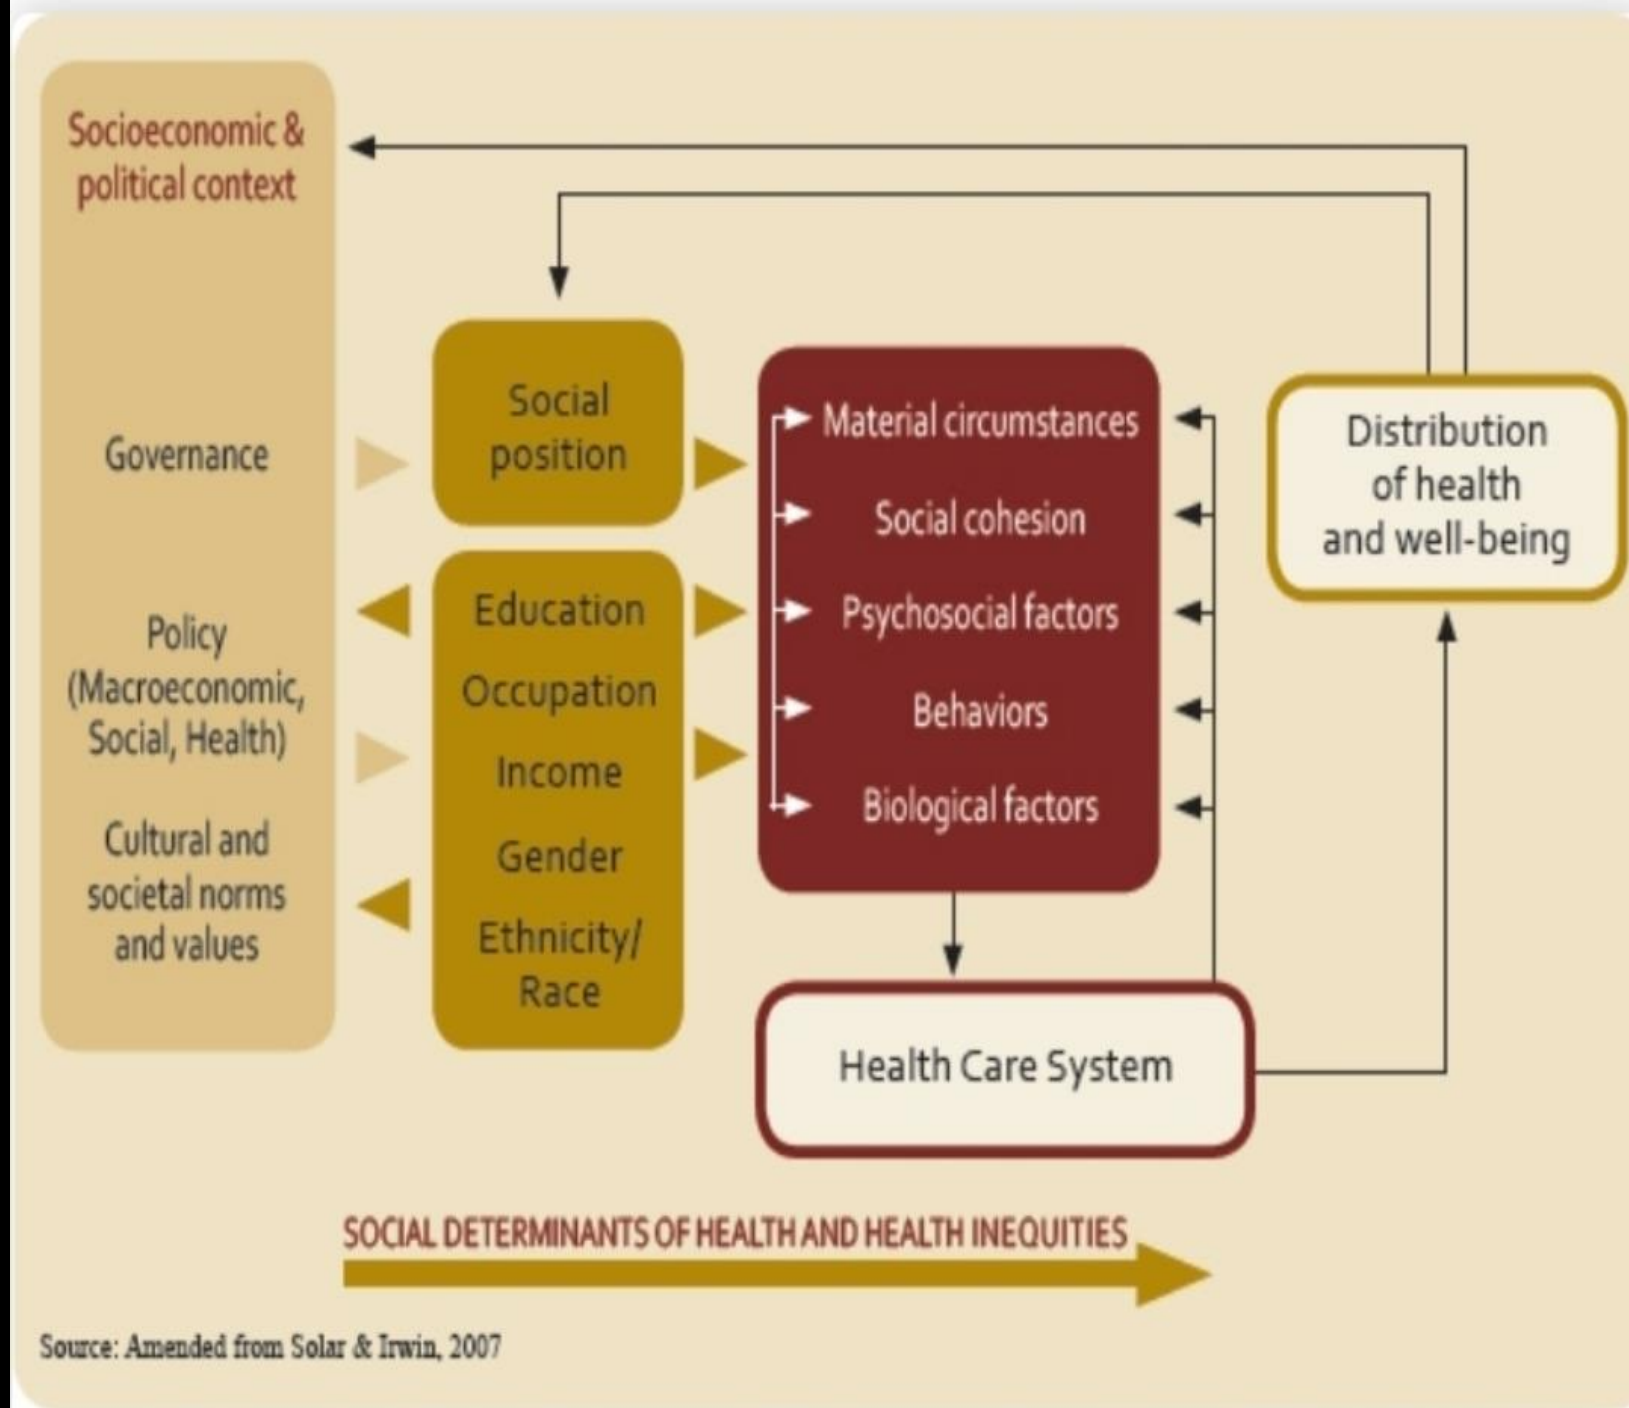 Socioeconomic &
political context
Governance
Policy
(Macroeconomic,
Social, Health)
Cultural and
societal norms
and values
Social
position
Education
Occupation
Income
Gender
Ethnicity/
Race
Material circumstances
Social cohesion
Psychosocial factors
Behaviors
Biological factors
Distribution
of health
and well-being
Health Care System
SOCIAL DETERMINANTS OF HEALTH AND HEALTH INEQUITIES
Source: Amended from Solar & Irwin, 2007